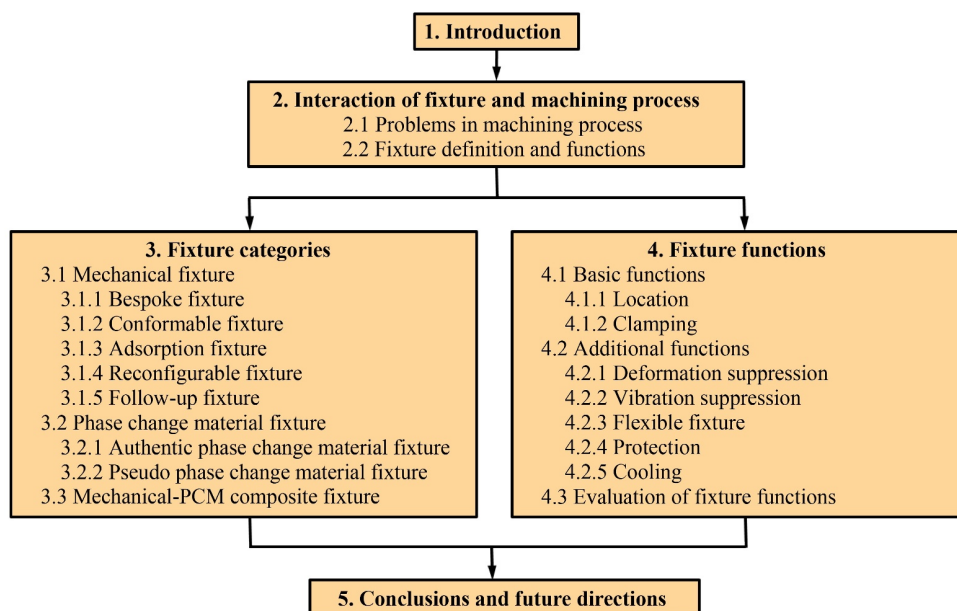 1. Introduction
2. Interaction of fixture and machining process
2.1 Problems in machining process
2.2 Fixture definition and functions
3. Fixture categories
3.1 Mechanical fixture
3.1.1 Bespoke fixture
3.1.2 Conformable fixture
3.1.3 Adsorption fixture
3.1.4 Reconfigurable fixture
3.1.5 Follow-up fixture
3.2 Phase change material fixture
3.2.1 Authentic phase change material fixture
3.2.2 Pseudo phase change material fixture
3.3 Mechanical-PCM composite fixture
4. Fixture functions
4.1 Basic functions
4.1.1 Location
4.1.2 Clamping
4.2 Additional functions
4.2.1 Deformation suppression
4.2.2 Vibration suppression
4.2.3 Flexible fixture
4.2.4 Protection
4.2.5 Cooling
4.3 Evaluation of fixture functions
5. Conclusions and future directions